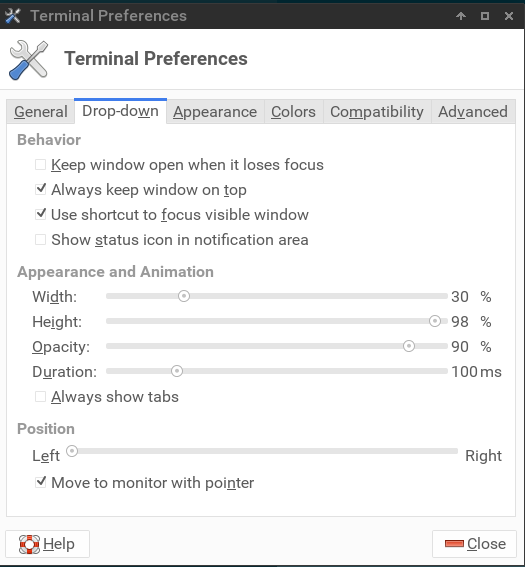 Terminal Preferences
Terminal Preferences
General Drop-down Appearance Colors Compatibility Advanced
Behavior
Keep window open when it loses focus
Always keep window on top
Use shortcut to focus visible window
Show status icon in notification area
Appearance and Animation
Width: 30 %
Height: 98 %
Opacity: 90 %
Duration: 100 ms
Always show tabs
Position
Left Right
Move to monitor with pointer
Help Close